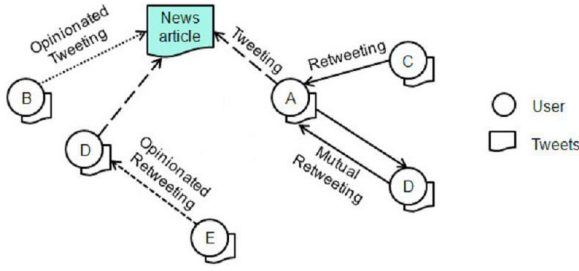 News
article
Opinionated
Tweeting
Tweeting
Retweeting
C
B
A
User
D
Opinionated
Retweeting
Mutual
Retweeting
Tweets
D
E